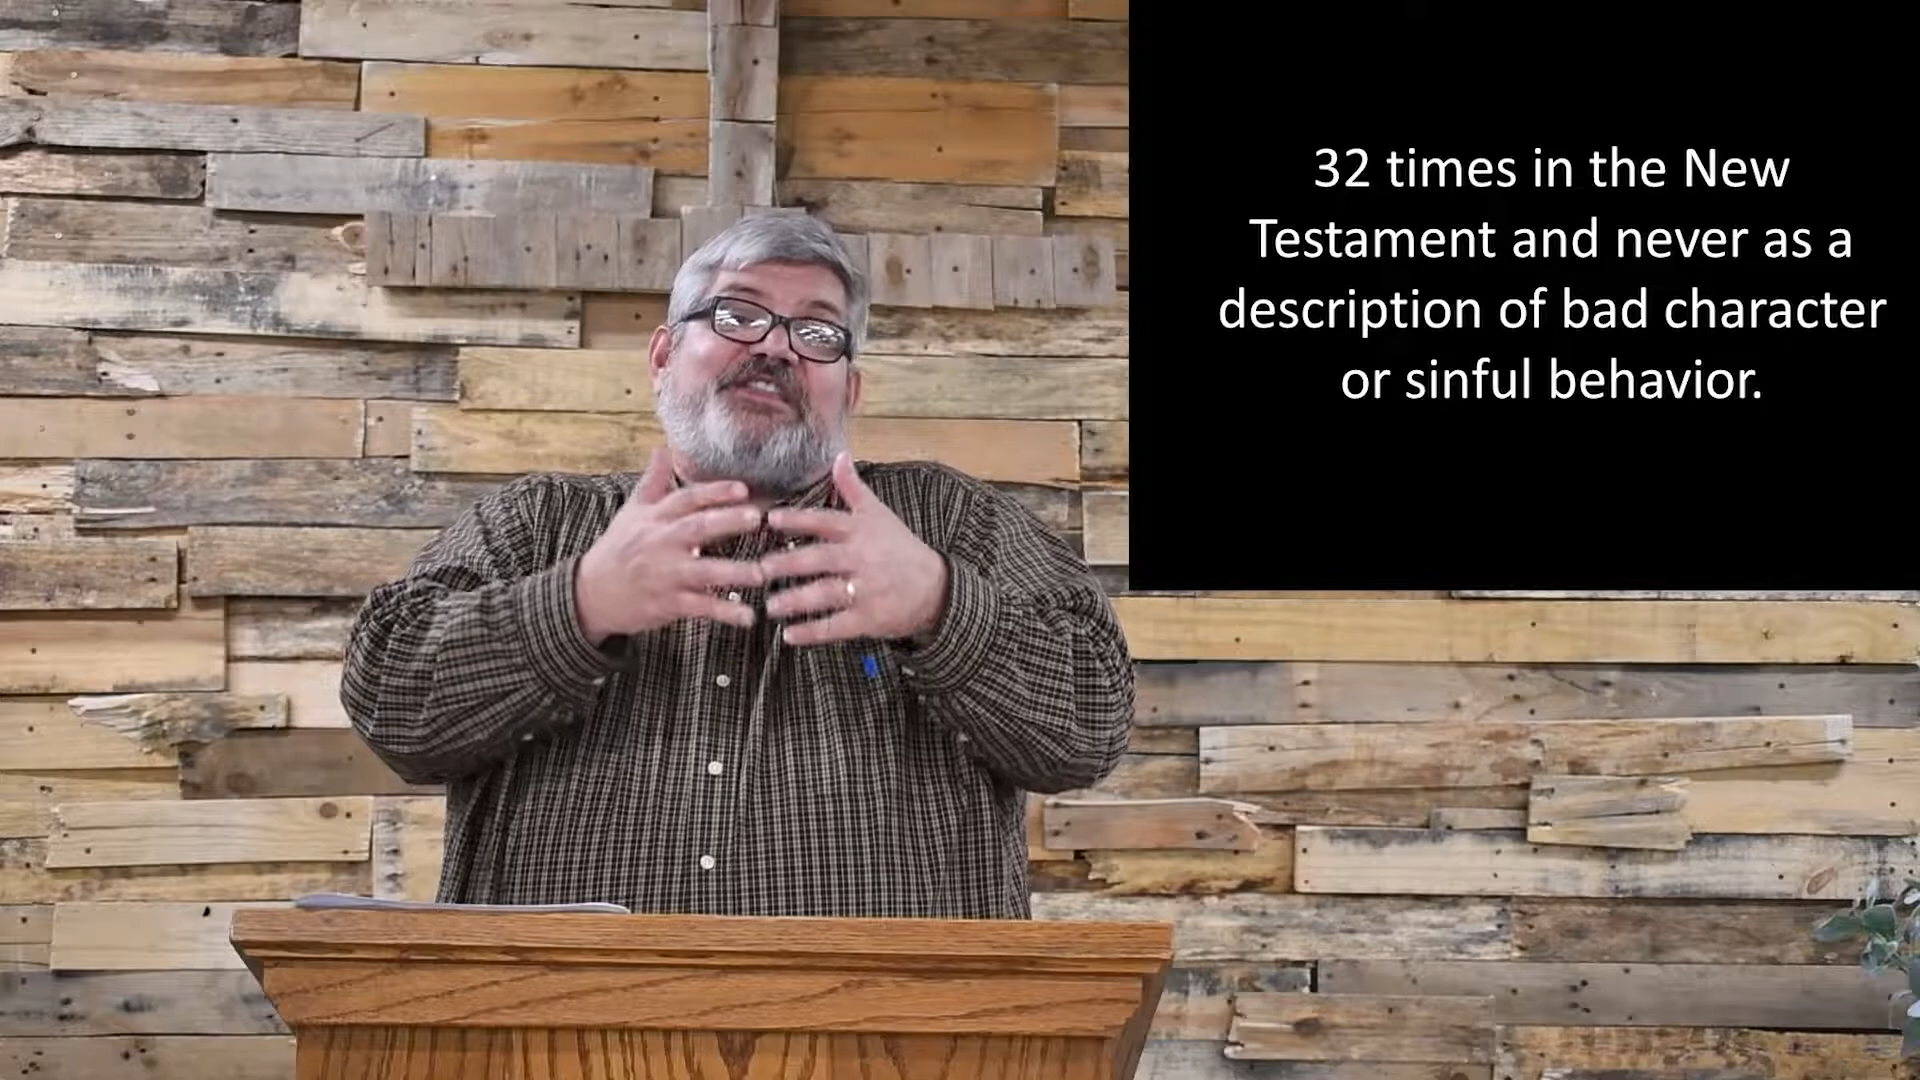 32 times in the New
Testament and never as a
description of bad character
or sinful behavior.